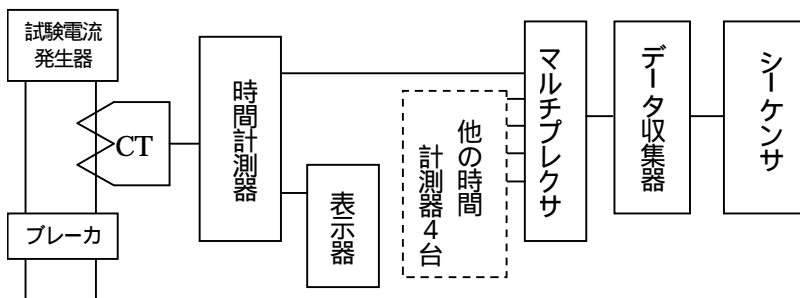 試験電流
発生器
CT
ブレーカ
時間計測器
表示器
他の時間
計測器4台
マルチプレクサ
データ収集器
シーケンサ